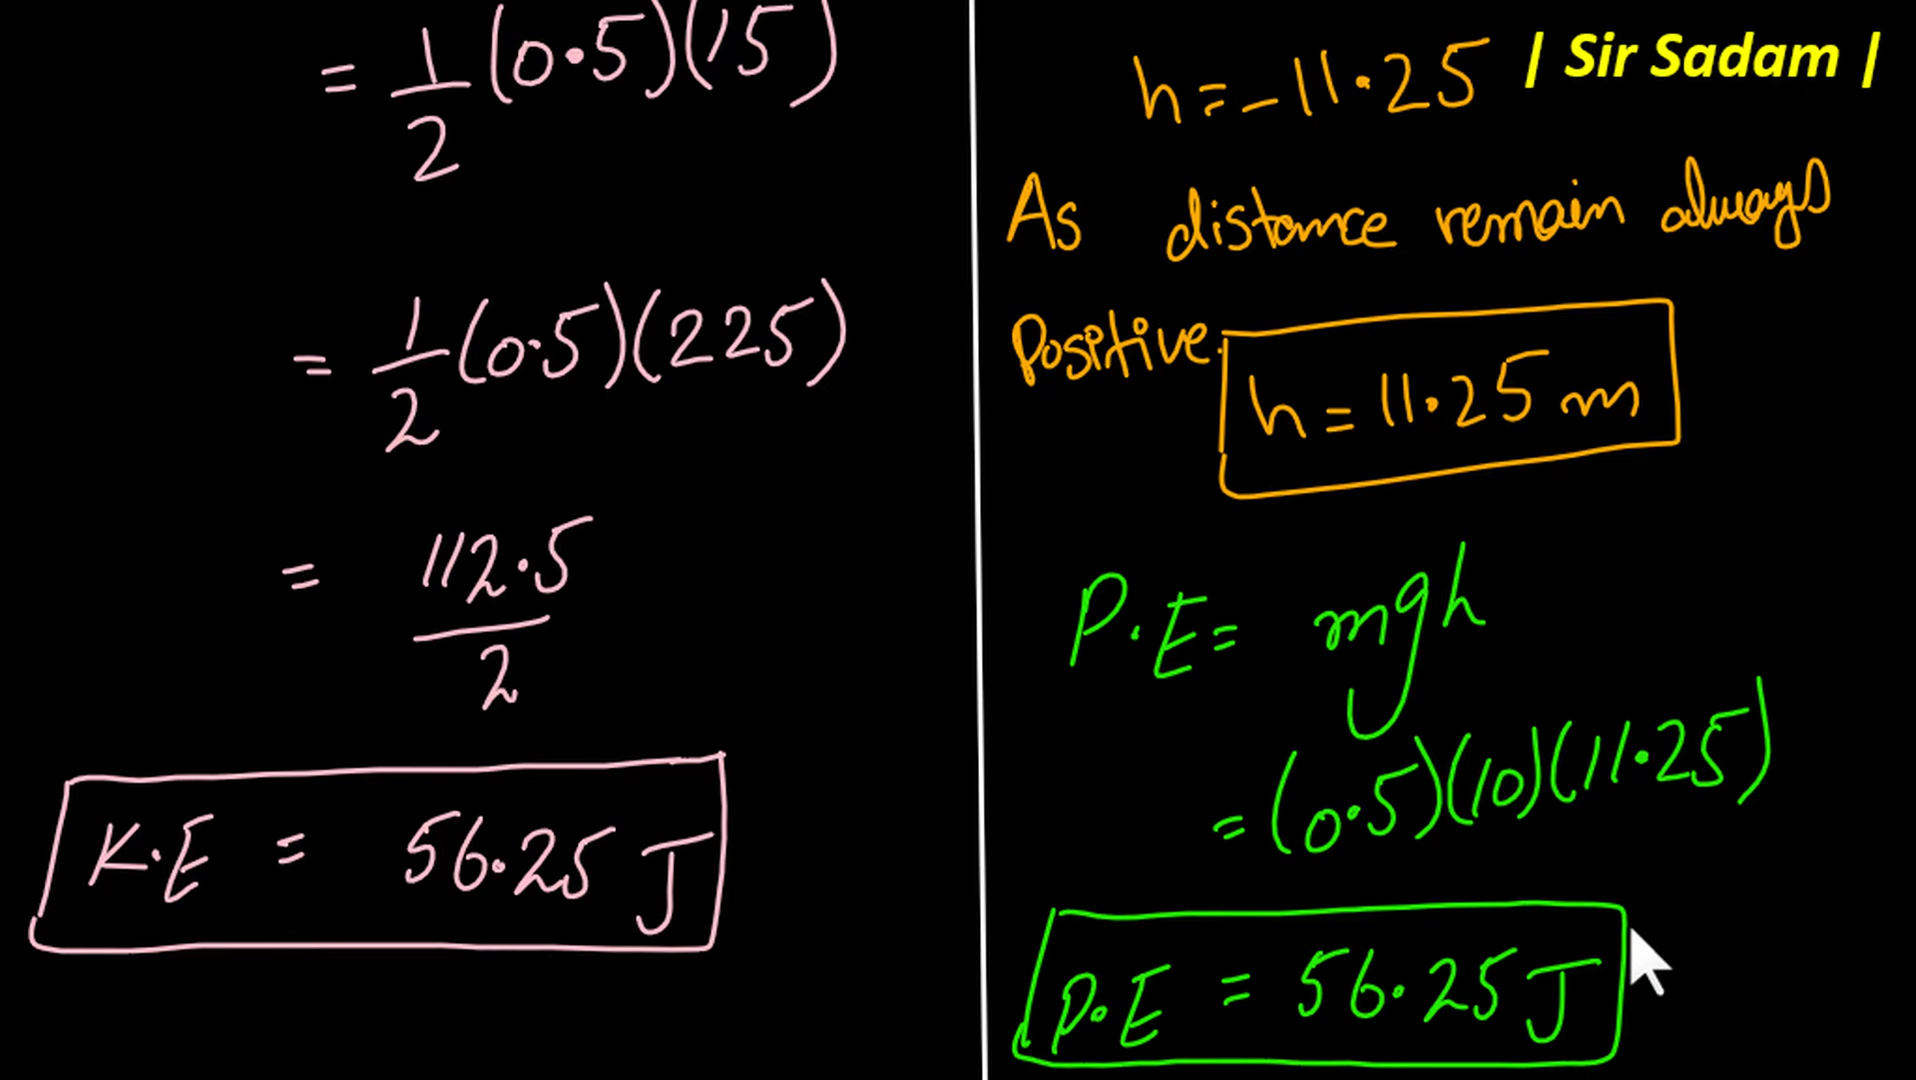 = 1/2 (0.5)(15)
= 1/2 (0.5)(225)
= 112.5/2
K.E = 56.25 J
| Sir Sadam |
h = -11.25
As distance remain always
Positive.
h = 11.25 m
P.E = mgh
= (0.5)(10)(11.25)
P.E = 56.25 J